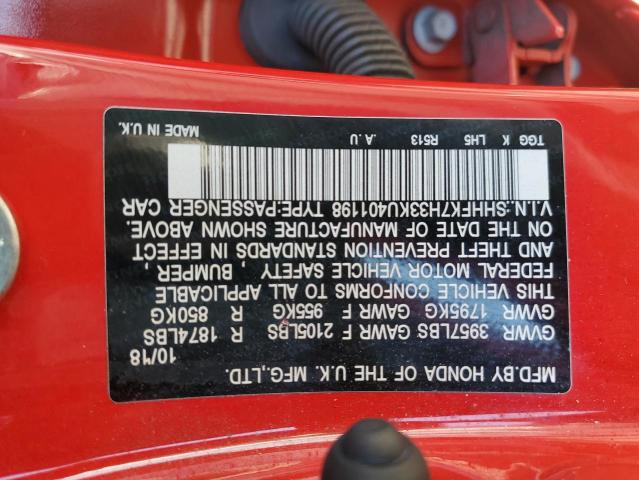 MFD.BY HONDA OF THE U.K. MFG.,LTD.
10/18
GVWR 3957LBS GAWR F 2105LBS R 1874LBS
GVWR 1795KG GAWR F 955KG R 850KG
THIS VEHICLE CONFORMS TO ALL APPLICABLE
FEDERAL MOTOR VEHICLE SAFETY, BUMPER,
AND THEFT PREVENTION STANDARDS IN EFFECT
ON THE DATE OF MANUFACTURE SHOWN ABOVE.
V.I.N.:SHHFK7H33KU401198 TYPE:PASSENGER CAR
TGG K LH5 R513 .A.U. MADE IN U.K.